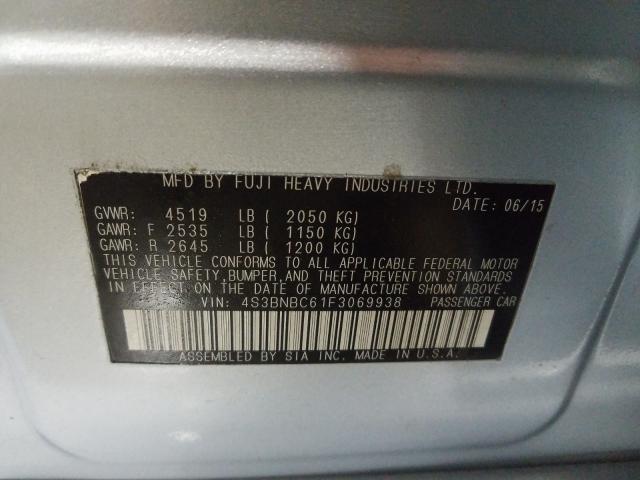 MFD BY FUJI HEAVY INDUSTRIES LTD.
DATE: 06/15
GVWR: 4519 LB ( 2050 KG)
GAWR: F 2535 LB ( 1150 KG)
GAWR: R 2645 LB ( 1200 KG)
THIS VEHICLE CONFORMS TO ALL APPLICABLE FEDERAL MOTOR
VEHICLE SAFETY,BUMPER,AND THEFT PREVENTION STANDARDS
IN EFFECT ON THE DATE OF MANUFACTURE SHOWN ABOVE.
VIN: 4S3BNBC61F3069938 PASSENGER CAR
ASSEMBLED BY SIA INC. MADE IN U.S.A.